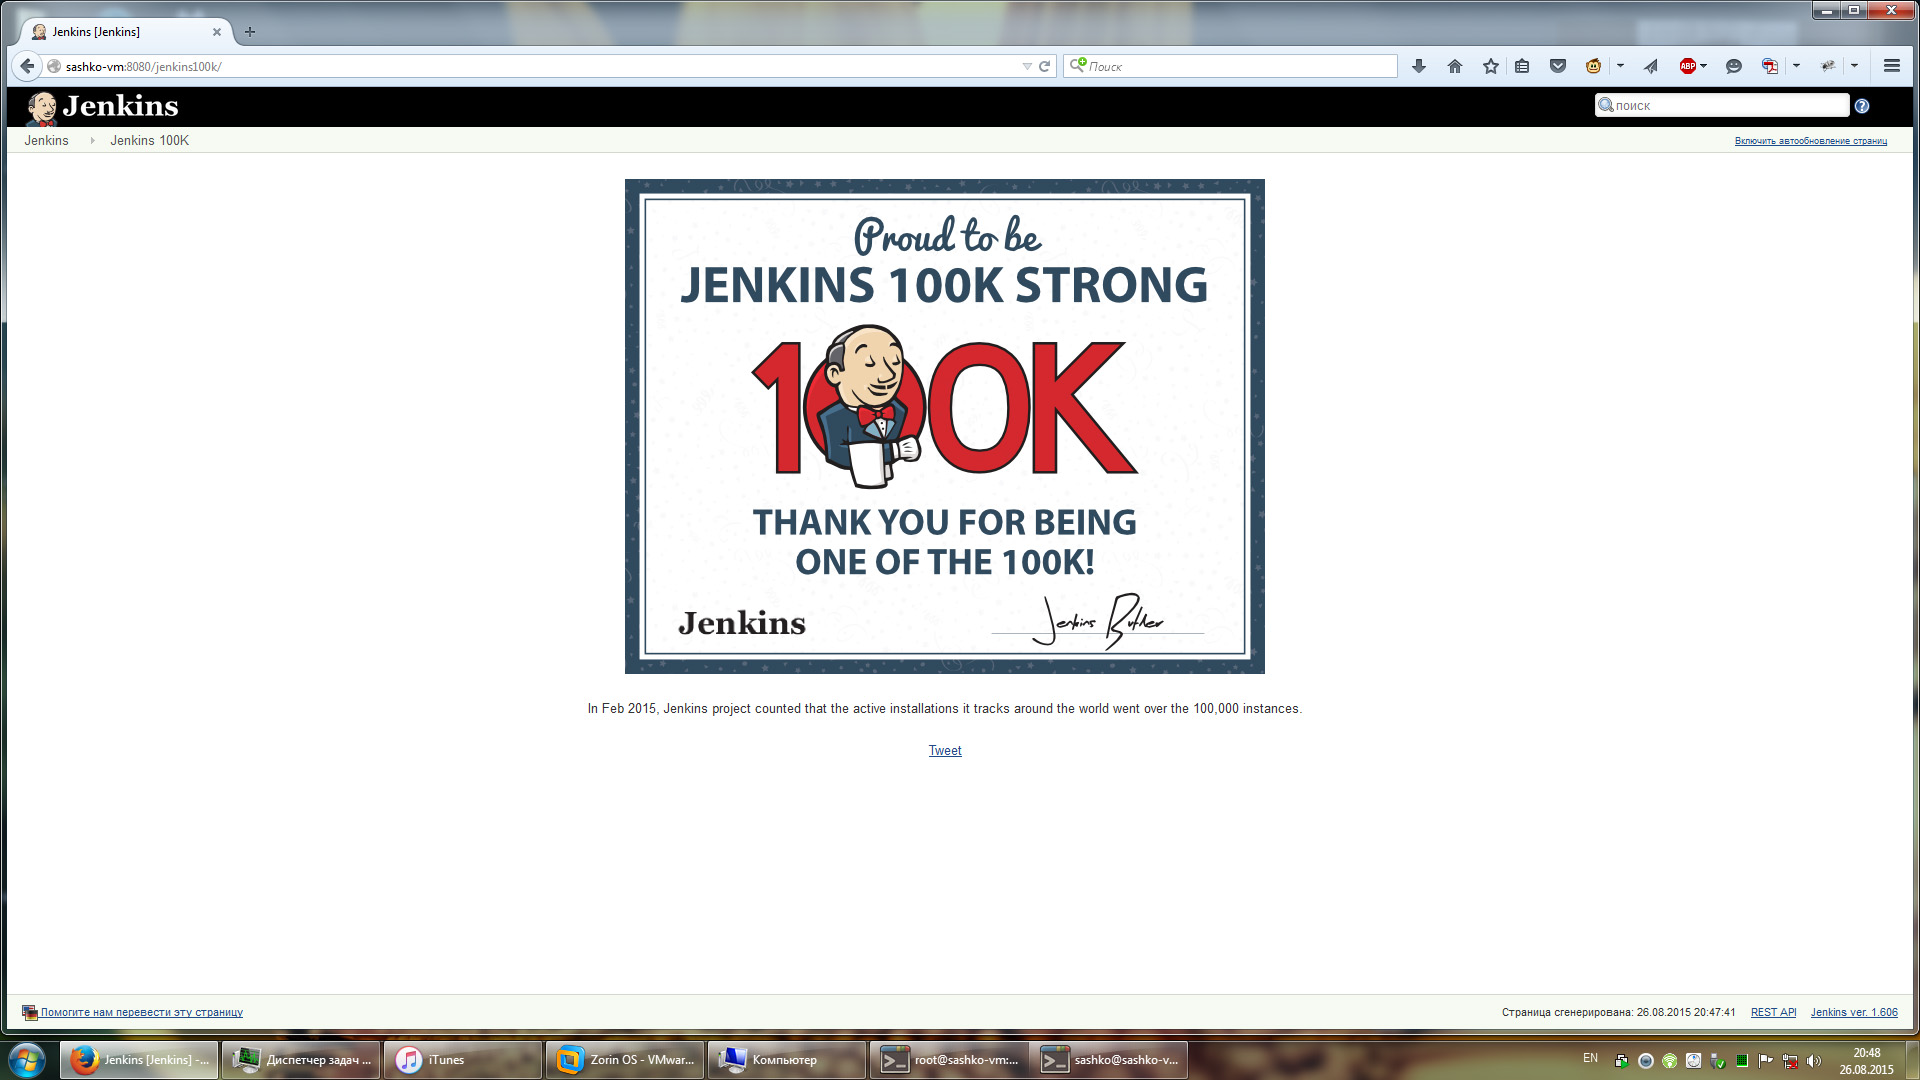 Jenkins [Jenkins]
sashko-vm:8080/jenkins100k/
Поиск
ABP
Jenkins
поиск
Jenkins
Jenkins 100K
Включить автообновление страниц
Proud to be
JENKINS 100K STRONG
100K
THANK YOU FOR BEING
ONE OF THE 100K!
Jenkins
Jenkins Butler
In Feb 2015, Jenkins project counted that the active installations it tracks around the world went over the 100,000 instances.
Tweet
Помогите нам перевести эту страницу
Страница сгенерирована: 26.08.2015 20:47:41
REST API
Jenkins ver. 1.606
Jenkins [Jenkins] -...
Диспетчер задач ...
iTunes
Zorin OS - VMwar...
Компьютер
root@sashko-vm:...
sashko@sashko-v...
EN
20:48
26.08.2015